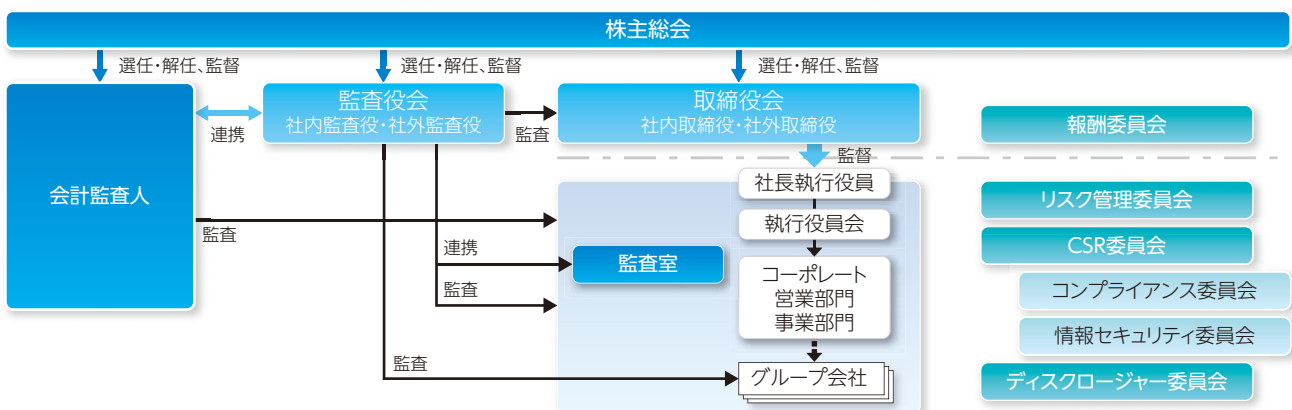 株主総会
選任・解任、監督
選任・解任、監督
選任・解任、監督
会計監査人
連携
監査役会
社内監査役・社外監査役
監査
取締役会
社内取締役・社外取締役
監督
報酬委員会
社長執行役員
執行役員会
監査
連携
監査室
監査
コーポレート
営業部門
事業部門
監査
グループ会社
リスク管理委員会
CSR委員会
コンプライアンス委員会
情報セキュリティ委員会
ディスクロージャー委員会